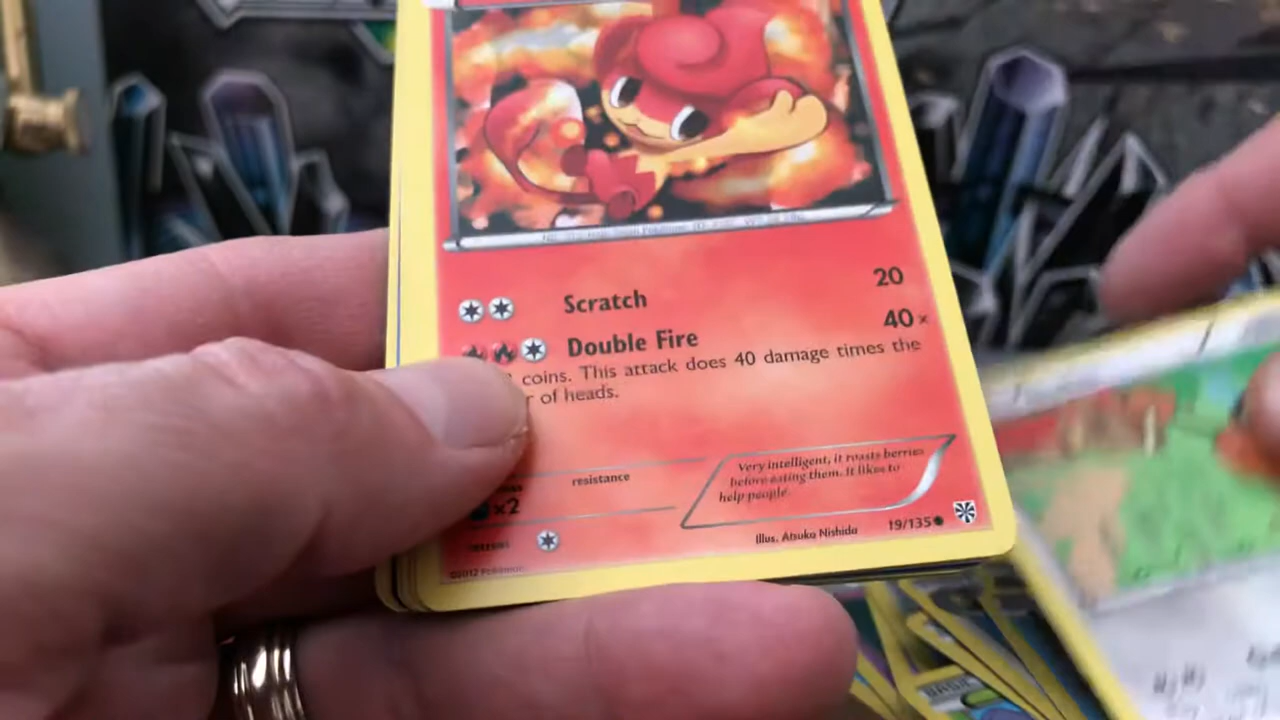 Scratch 20
Double Fire 40×
coins. This attack does 40 damage times the
r of heads.
resistance
×2
Very intelligent, it roasts berries
before eating them. It likes to
help people.
Illus. Atsuko Nishida 19/135
©2012 Pokémon
BASIC